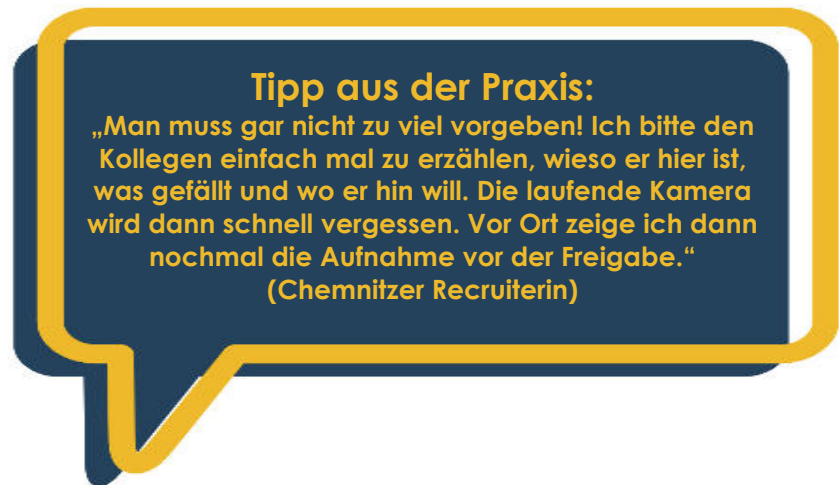 Tipp aus der Praxis:
„Man muss gar nicht zu viel vorgeben! Ich bitte den
Kollegen einfach mal zu erzählen, wieso er hier ist,
was gefällt und wo er hin will. Die laufende Kamera
wird dann schnell vergessen. Vor Ort zeige ich dann
nochmal die Aufnahme vor der Freigabe.“
(Chemnitzer Recruiterin)